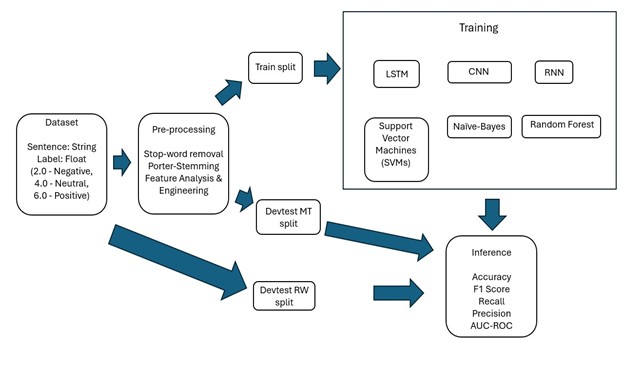 Dataset
Sentence: String
Label: Float
(2.0 - Negative,
4.0 - Neutral,
6.0 - Positive)
Pre-processing
Stop-word removal
Porter-Stemming
Feature Analysis &
Engineering
Train split
Training
LSTM
CNN
RNN
Support
Vector
Machines
(SVMs)
Naïve-Bayes
Random Forest
Devtest MT
split
Devtest RW
split
Inference
Accuracy
F1 Score
Recall
Precision
AUC-ROC